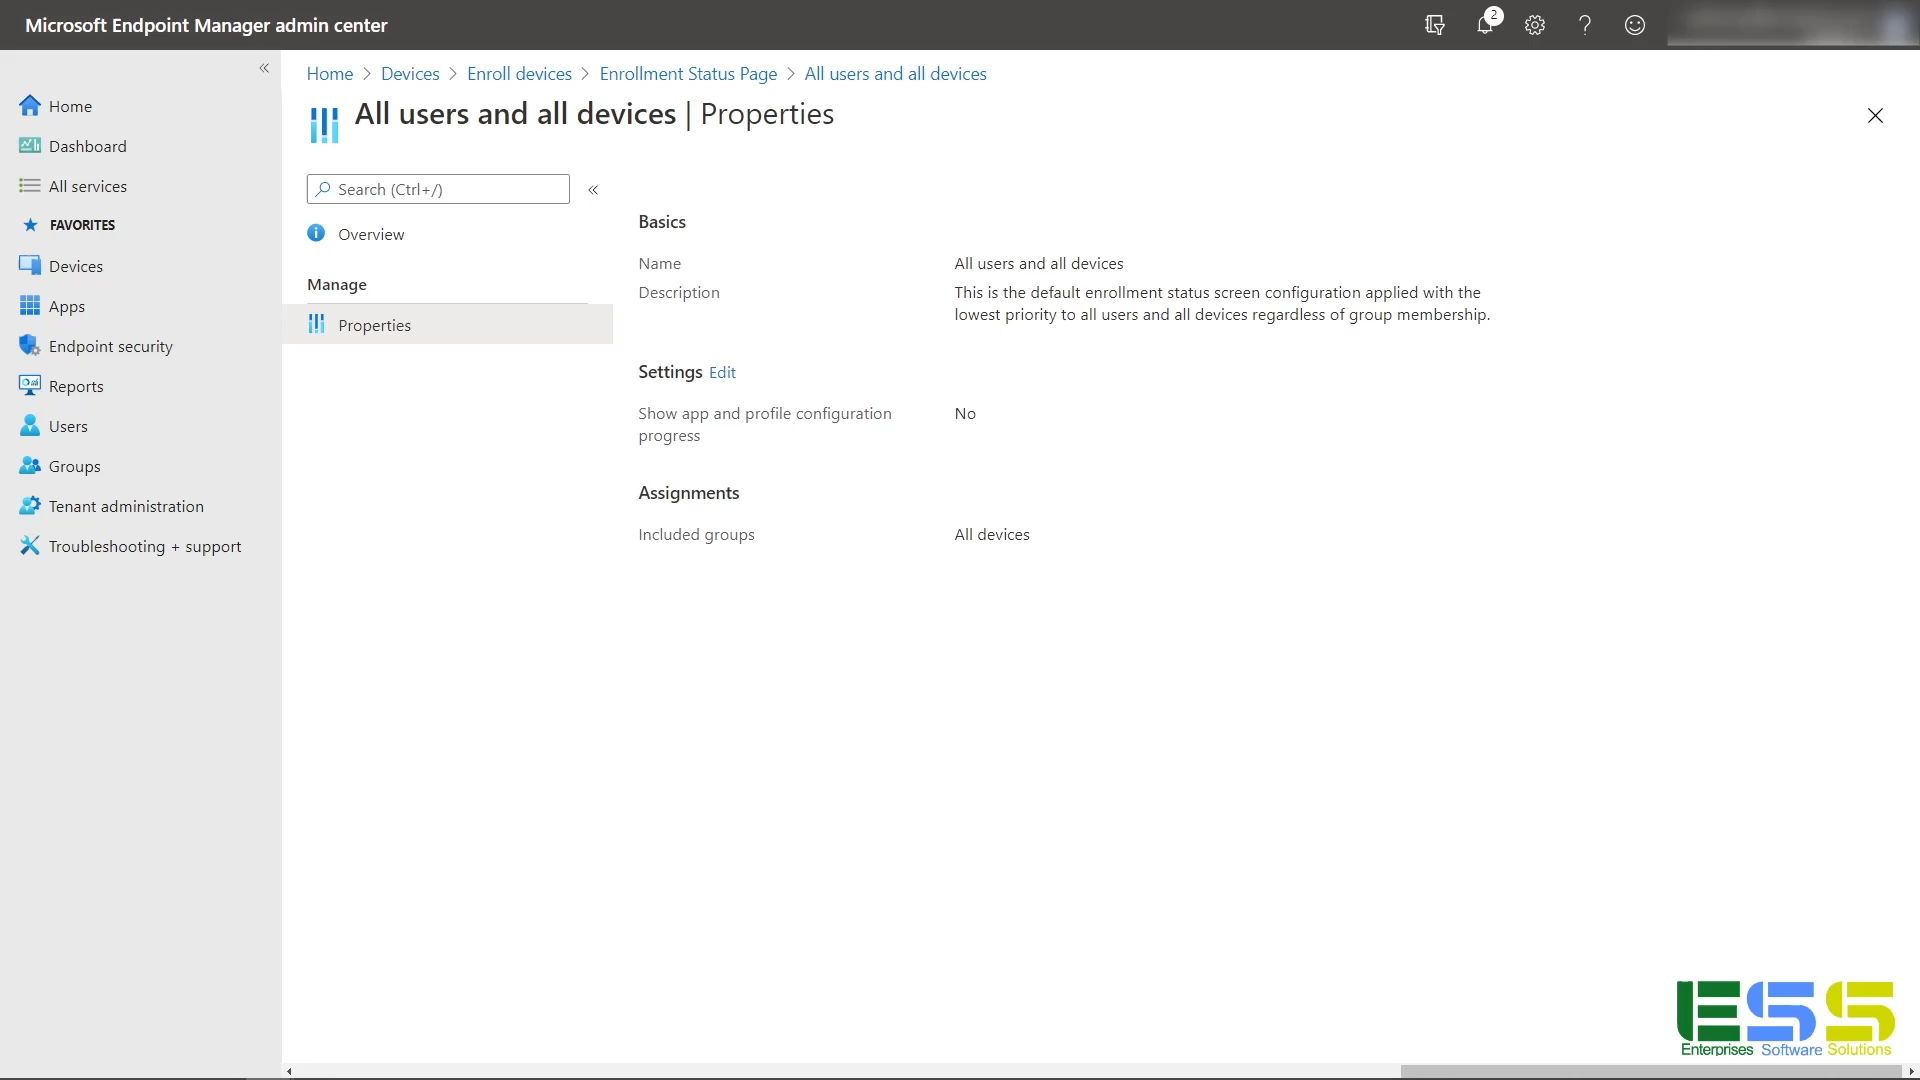 Microsoft Endpoint Manager admin center
2
Home
Dashboard
All services
FAVORITES
Devices
Apps
Endpoint security
Reports
Users
Groups
Tenant administration
Troubleshooting + support
Home > Devices > Enroll devices > Enrollment Status Page > All users and all devices
All users and all devices | Properties
Search (Ctrl+/)
Overview
Manage
Properties
Basics
Name All users and all devices
Description This is the default enrollment status screen configuration applied with the
lowest priority to all users and all devices regardless of group membership.
Settings Edit
Show app and profile configuration No
progress
Assignments
Included groups All devices
ESS
Enterprises Software Solutions